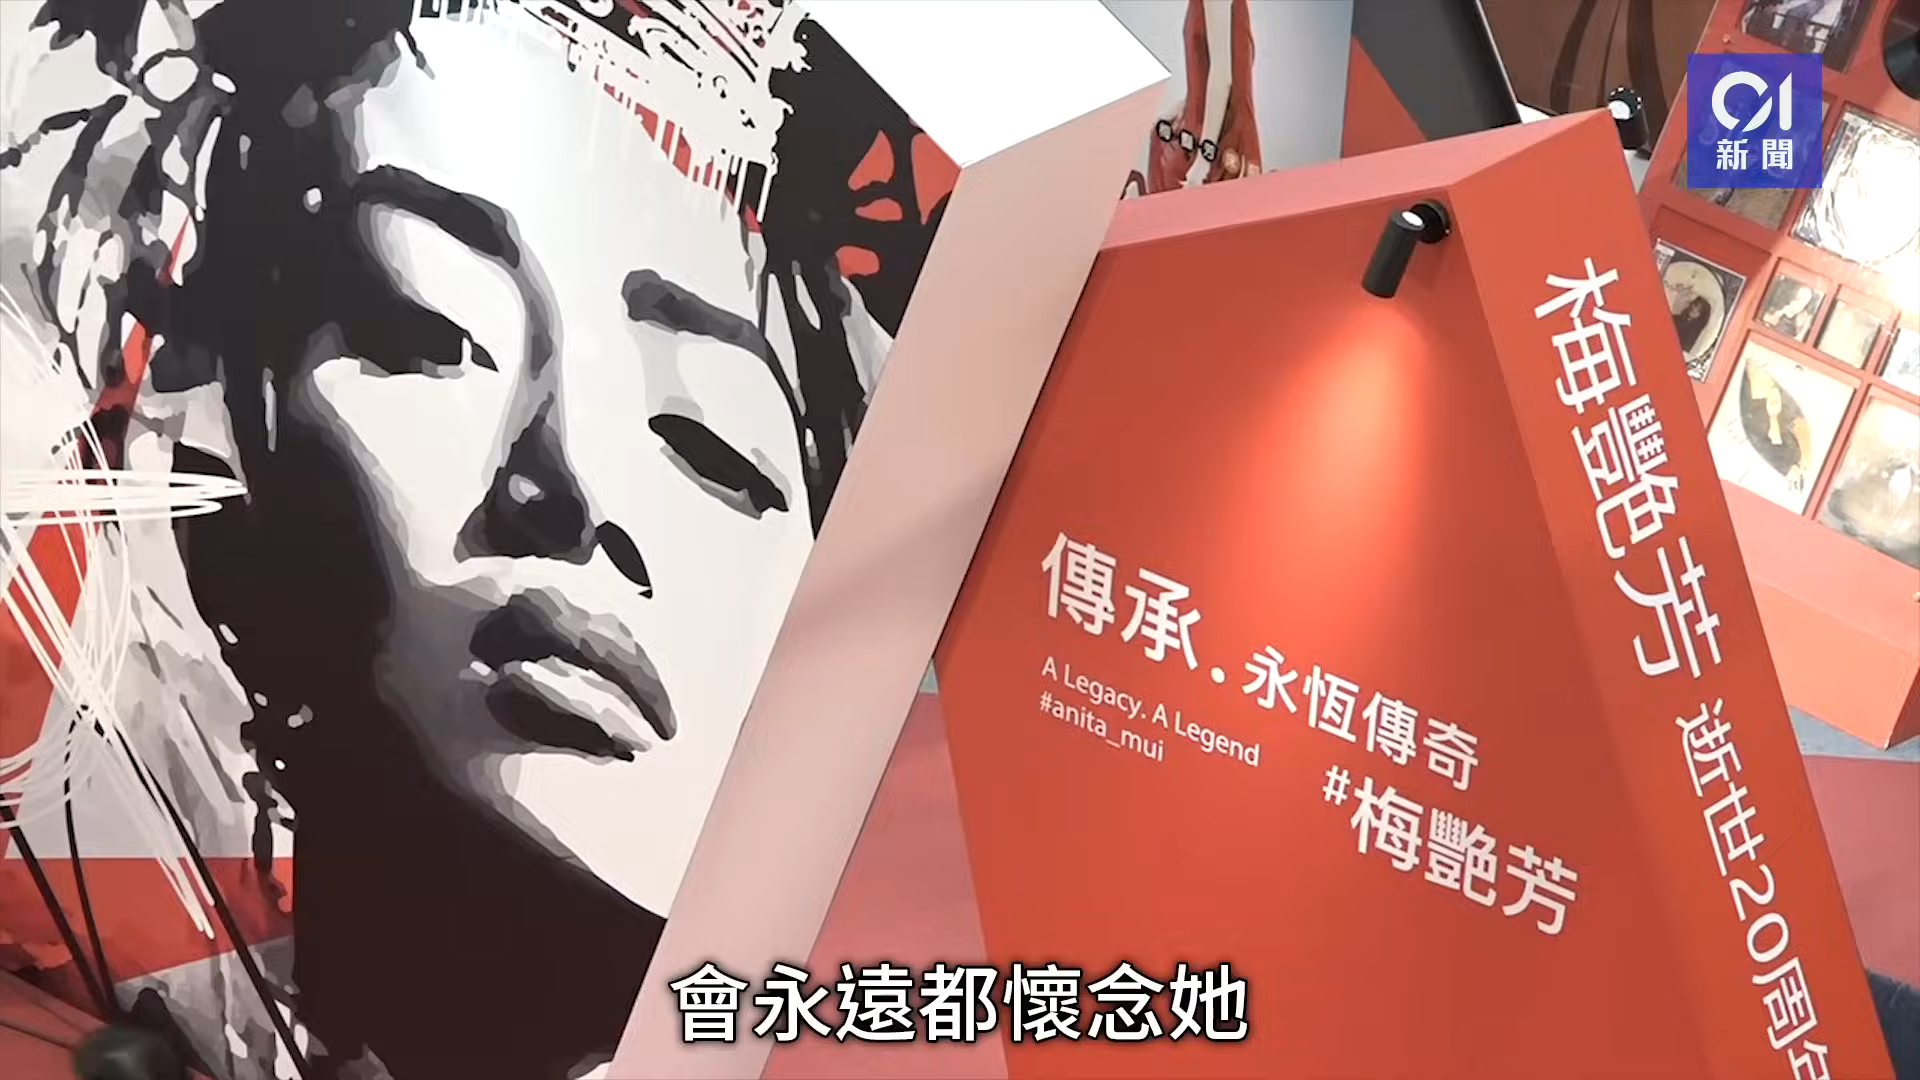 01
新聞
梅艷芳 逝世20周年
傳承.永恆傳奇
A Legacy. A Legend
#anita_mui
#梅艷芳
會永遠都懷念她